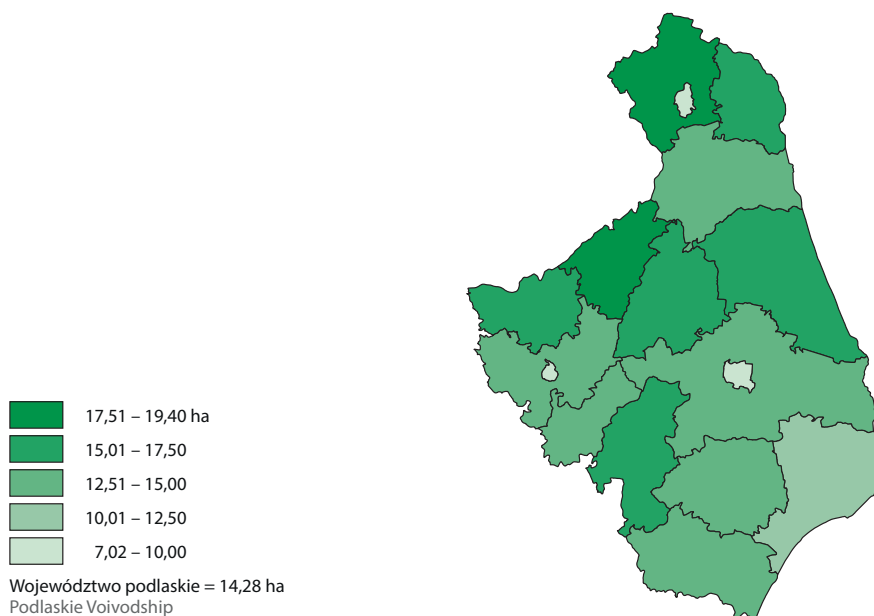 17,51 – 19,40 ha
15,01 – 17,50
12,51 – 15,00
10,01 – 12,50
7,02 – 10,00
Województwo podlaskie = 14,28 ha
Podlaskie Voivodship